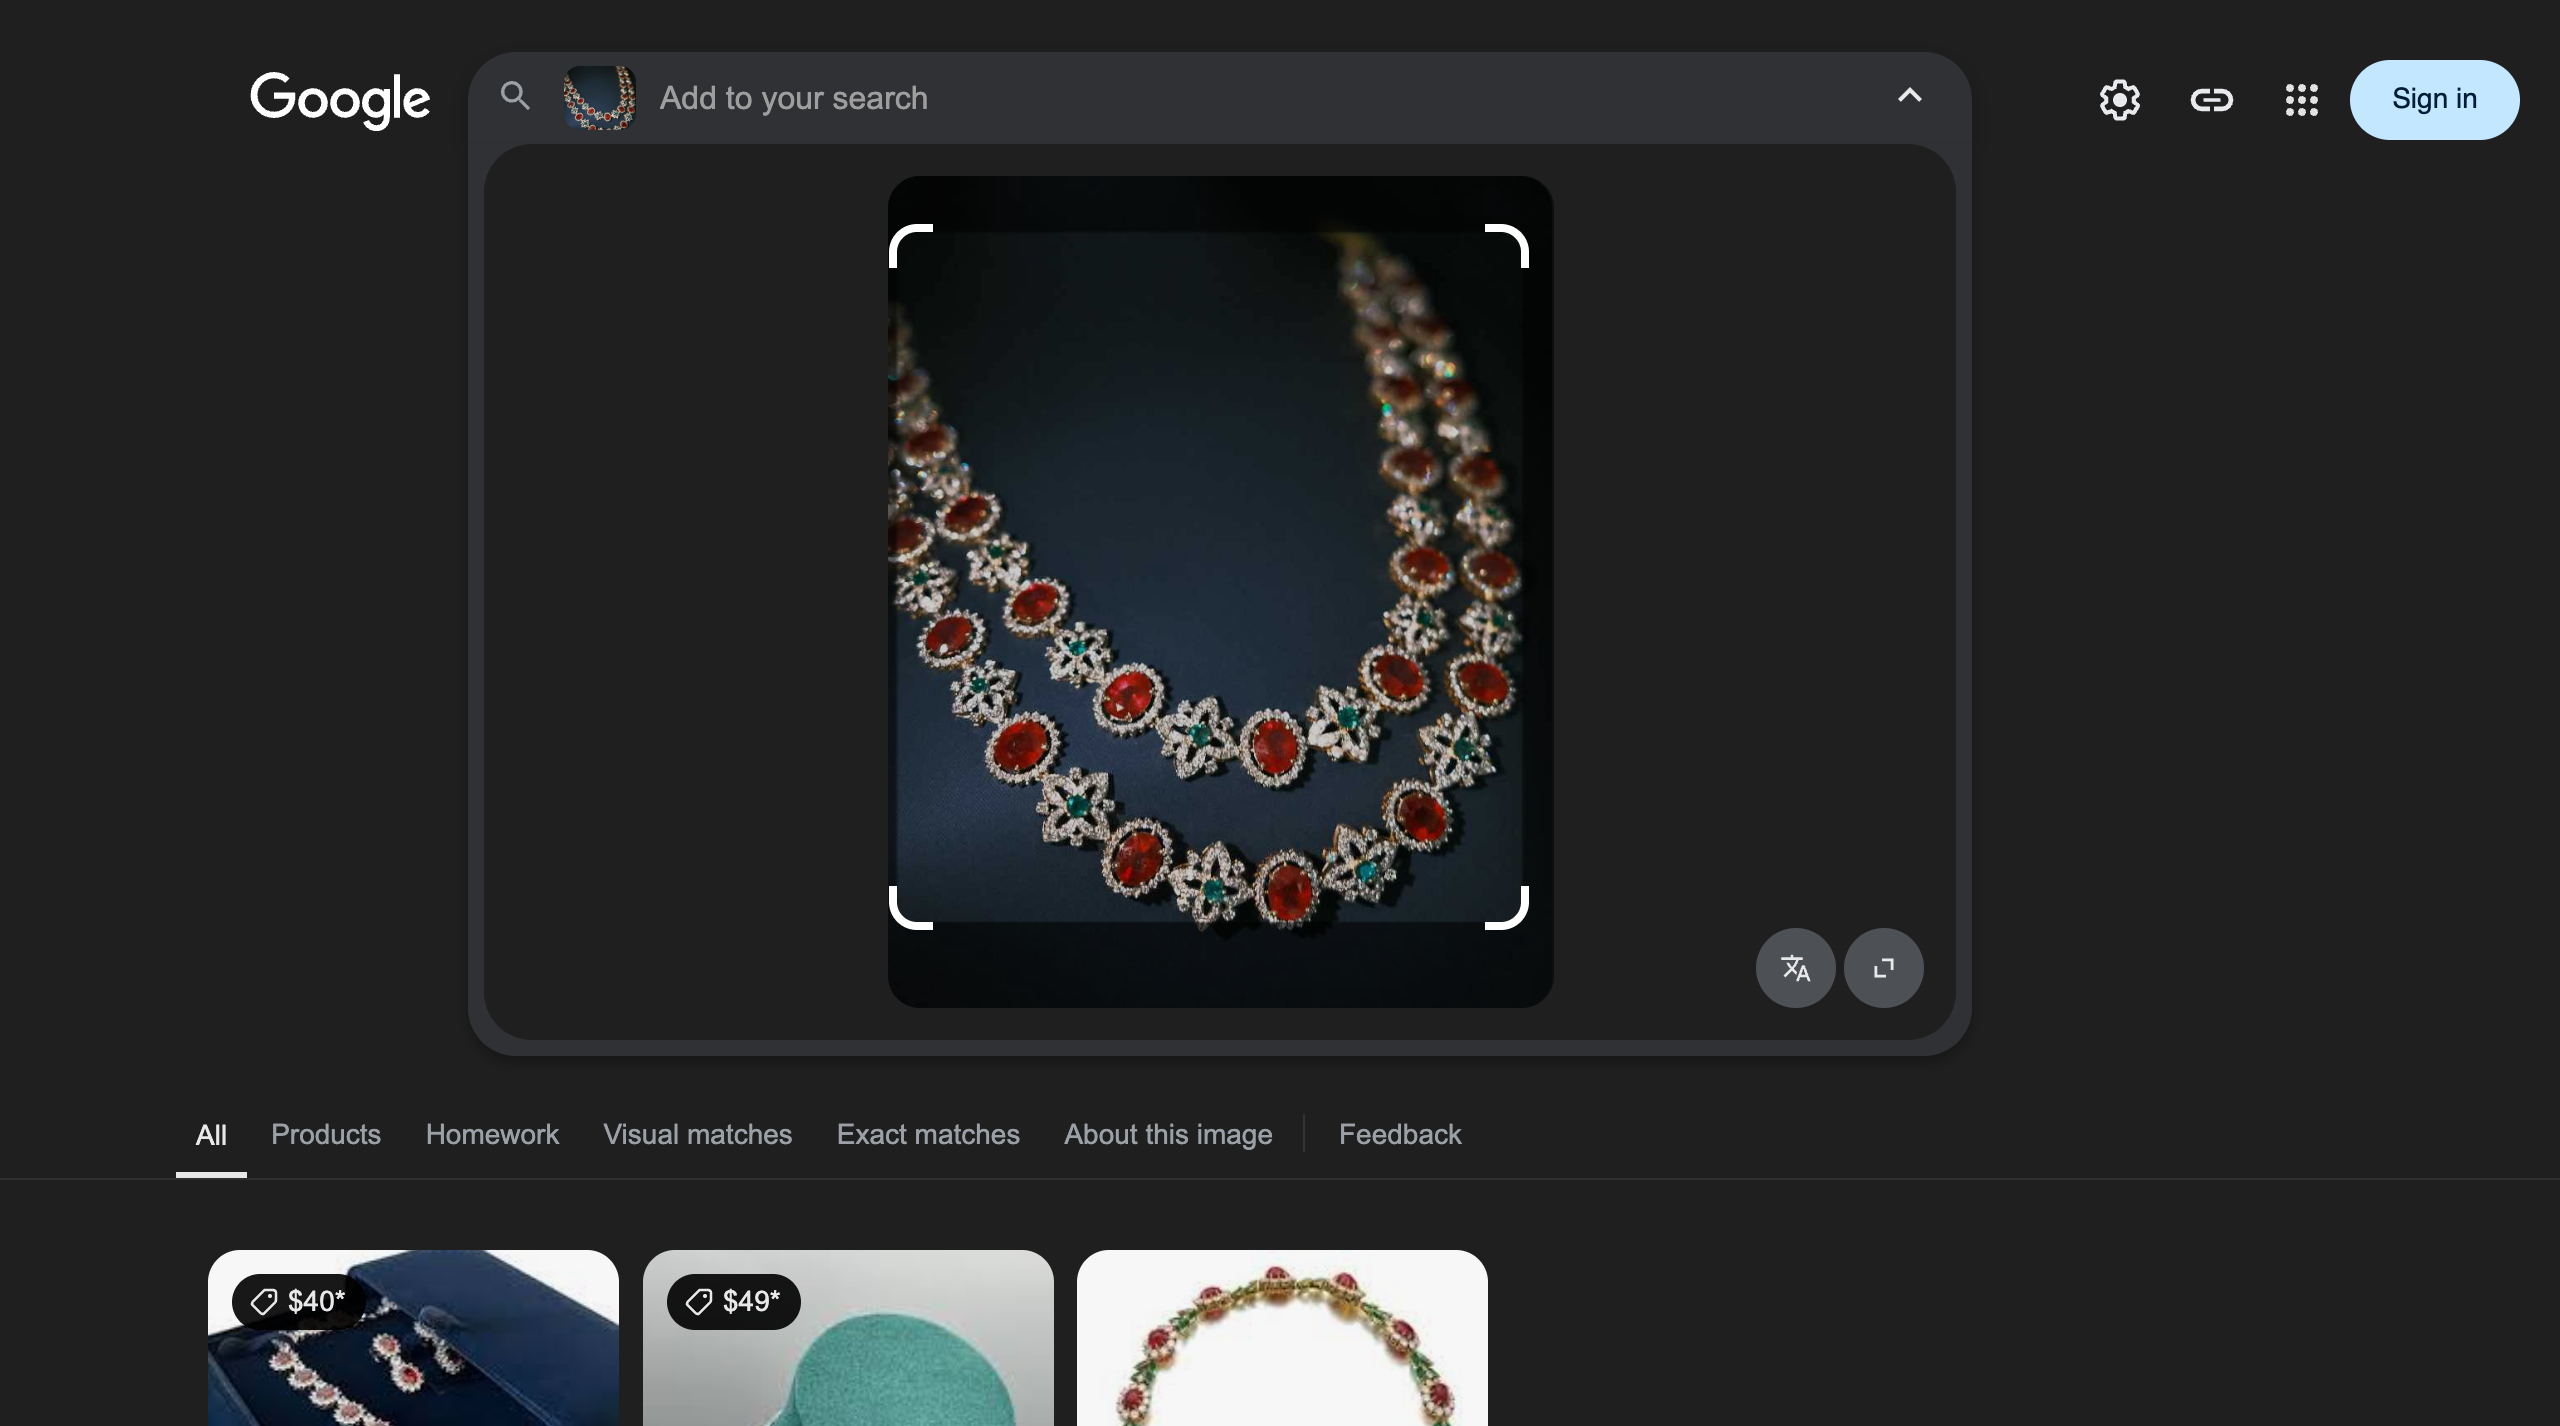 Google
Add to your search
Sign in
All
Products
Homework
Visual matches
Exact matches
About this image
Feedback
$40*
$49*